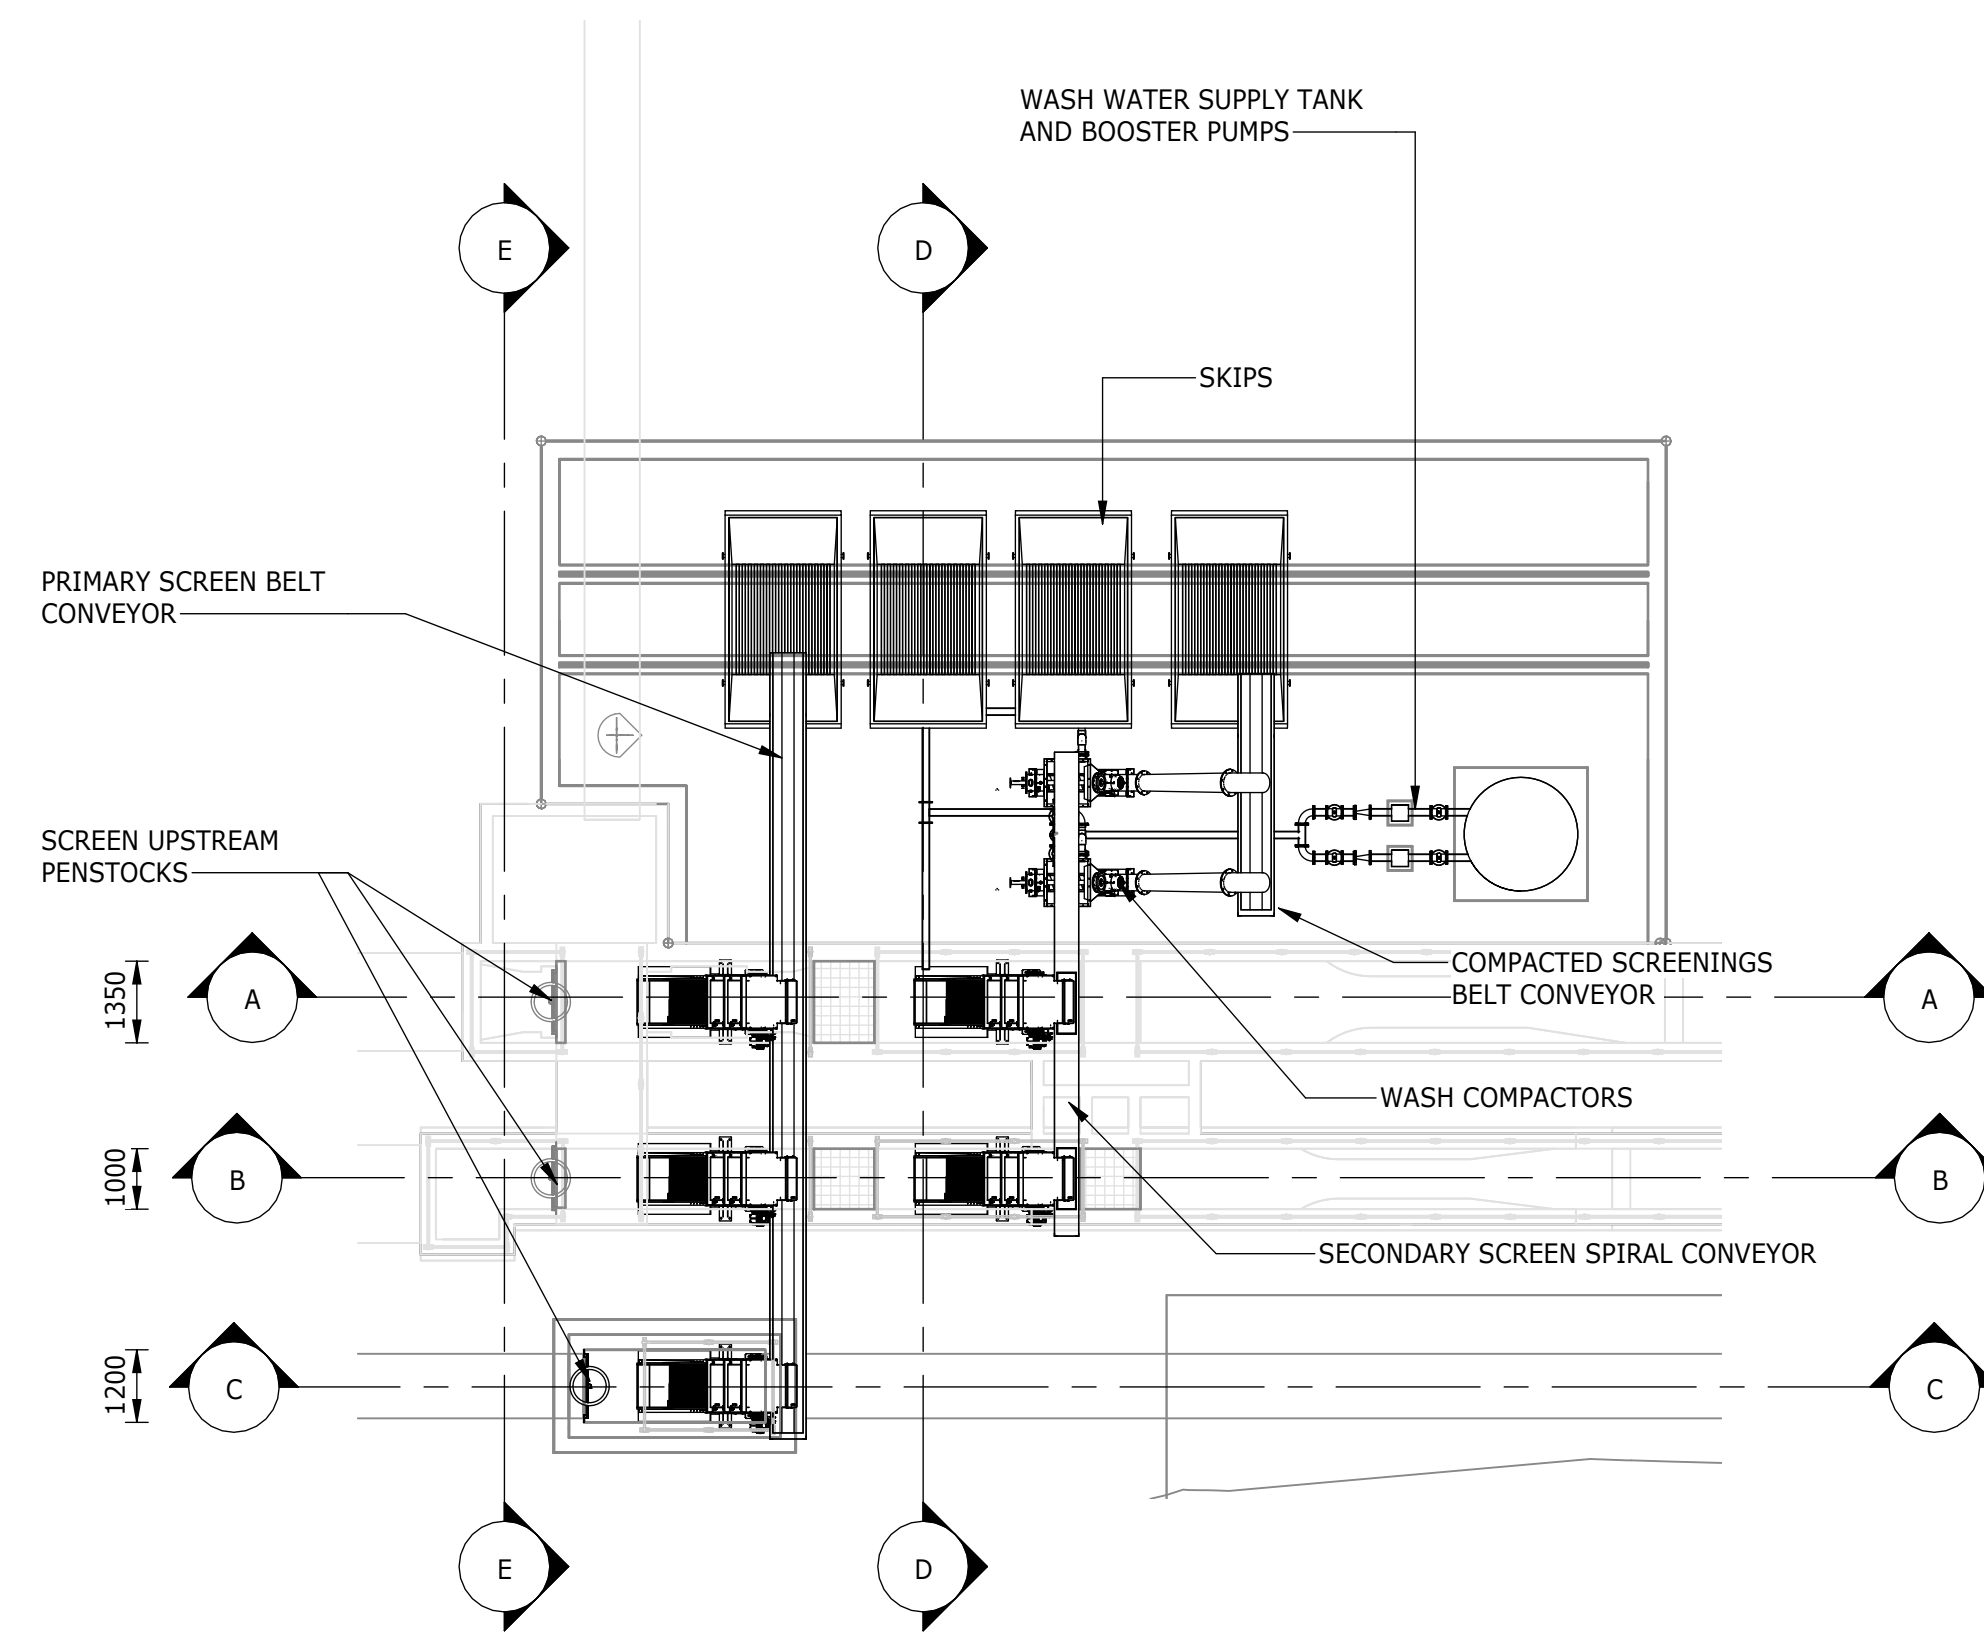 WASH WATER SUPPLY TANK
AND BOOSTER PUMPS
E
D
SKIPS
PRIMARY SCREEN BELT
CONVEYOR
SCREEN UPSTREAM
PENSTOCKS
COMPACTED SCREENINGS
BELT CONVEYOR
1350
A
A
WASH COMPACTORS
1000
B
B
SECONDARY SCREEN SPIRAL CONVEYOR
1200
C
C
E
D